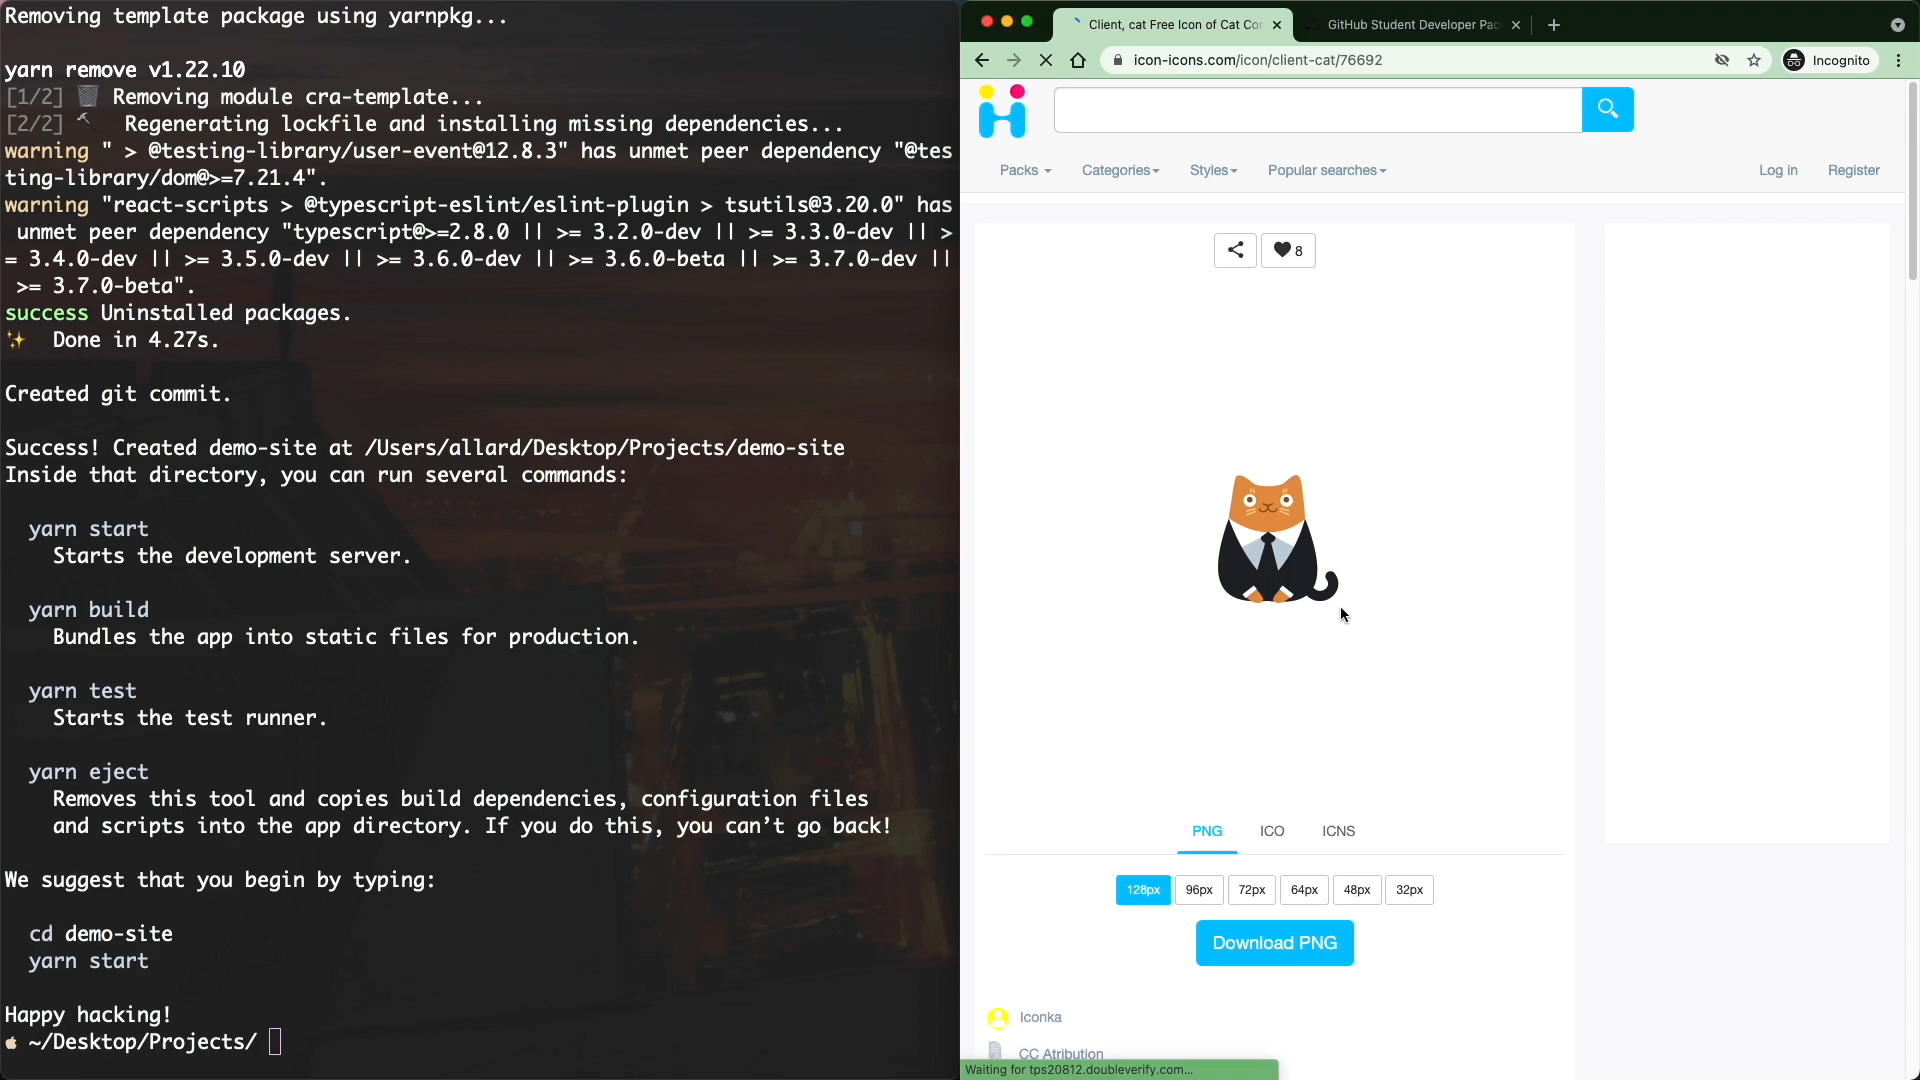 Removing template package using yarnpkg...
yarn remove v1.22.10
[1/2] 🗑 Removing module cra-template...
[2/2] 🔨 Regenerating lockfile and installing missing dependencies...
warning " > @testing-library/user-event@12.8.3" has unmet peer dependency "@tes
ting-library/dom@>=7.21.4".
warning "react-scripts > @typescript-eslint/eslint-plugin > tsutils@3.20.0" has
unmet peer dependency "typescript@>=2.8.0 || >= 3.2.0-dev || >= 3.3.0-dev || >
= 3.4.0-dev || >= 3.5.0-dev || >= 3.6.0-dev || >= 3.6.0-beta || >= 3.7.0-dev ||
>= 3.7.0-beta".
success Uninstalled packages.
✨ Done in 4.27s.
Created git commit.
Success! Created demo-site at /Users/allard/Desktop/Projects/demo-site
Inside that directory, you can run several commands:
yarn start
Starts the development server.
yarn build
Bundles the app into static files for production.
yarn test
Starts the test runner.
yarn eject
Removes this tool and copies build dependencies, configuration files
and scripts into the app directory. If you do this, you can’t go back!
We suggest that you begin by typing:
cd demo-site
yarn start
Happy hacking!
~/Desktop/Projects/
Client, cat Free Icon of Cat Co
GitHub Student Developer Pac
icon-icons.com/icon/client-cat/76692
Incognito
Packs
Categories
Styles
Popular searches
Log in
Register
8
PNG
ICO
ICNS
128px
96px
72px
64px
48px
32px
Download PNG
Iconka
CC Atribution
Waiting for tps20812.doubleverify.com...